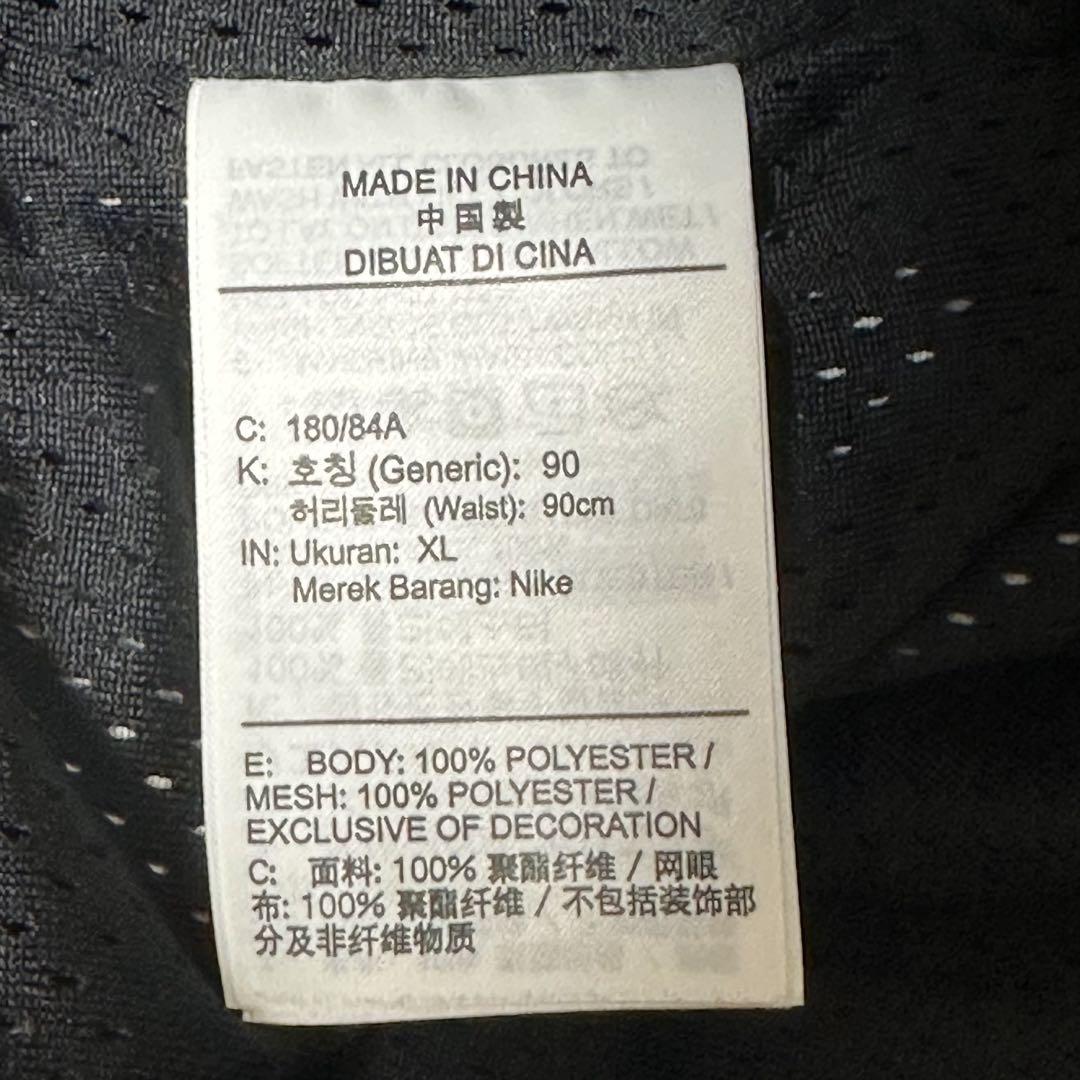 MADE IN CHINA
中国製
DIBUAT DI CINA
C: 180/84A
K: 호칭 (Generic): 90
허리둘레 (Waist): 90cm
IN: Ukuran: XL
Merek Barang: Nike
E: BODY: 100% POLYESTER /
MESH: 100% POLYESTER /
EXCLUSIVE OF DECORATION
C: 面料: 100% 聚酯纤维 / 网眼
布: 100% 聚酯纤维 / 不包括装饰部
分及非纤维物质